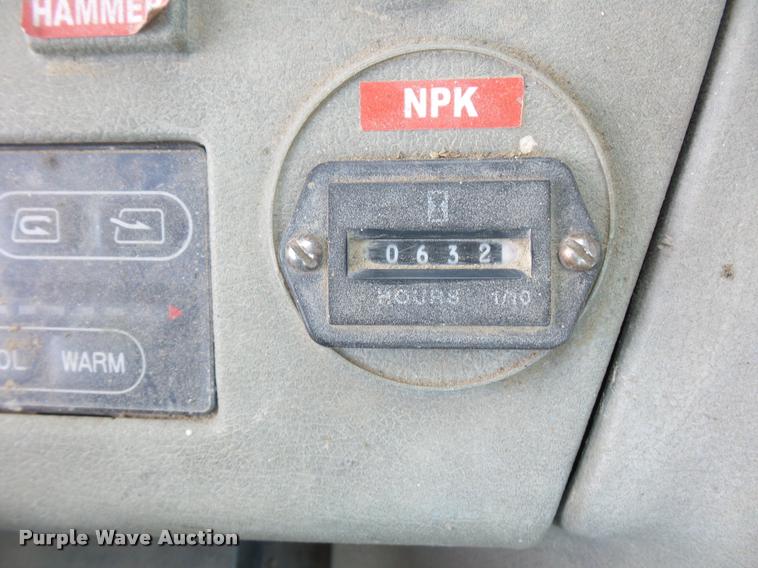 HAMMER
NPK
0632
HOURS 1/10
OL WARM
Purple Wave Auction